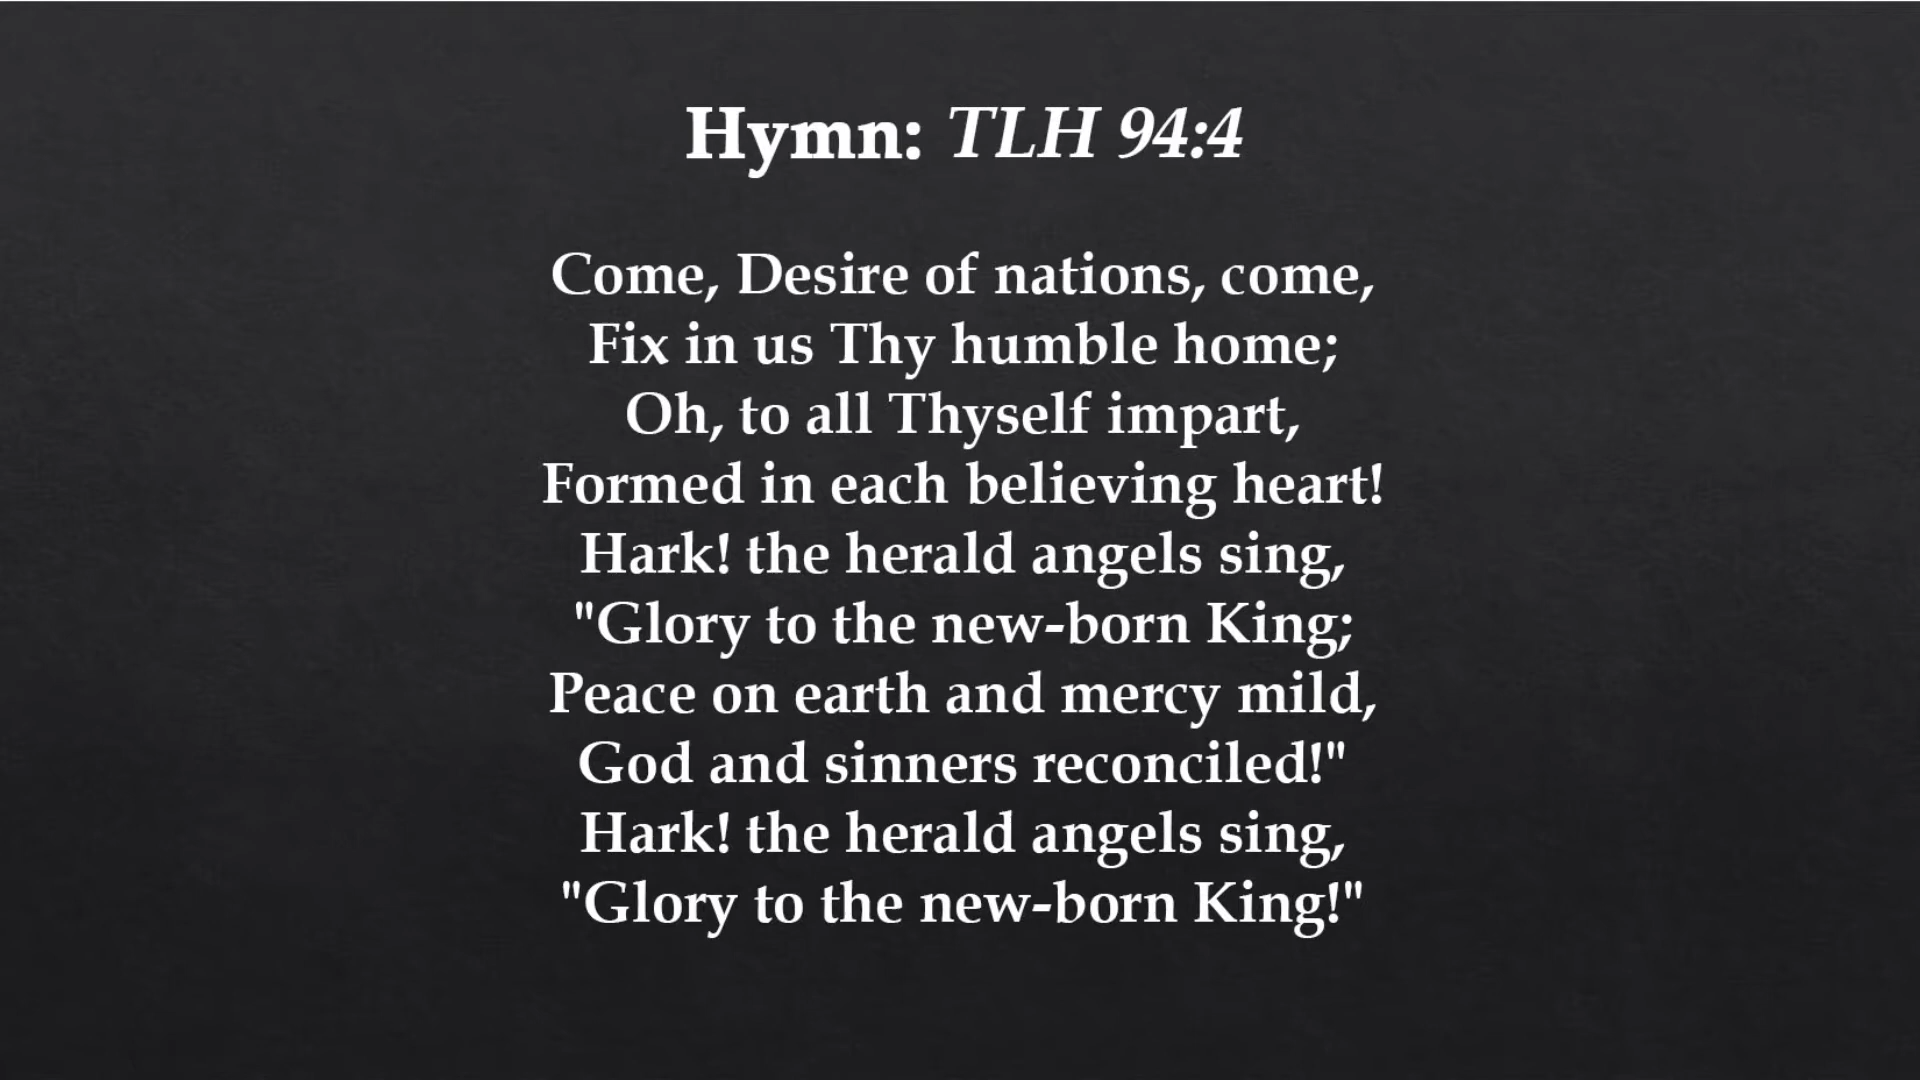 Hymn: TLH 94:4
Come, Desire of nations, come,
Fix in us Thy humble home;
Oh, to all Thyself impart,
Formed in each believing heart!
Hark! the herald angels sing,
"Glory to the new-born King;
Peace on earth and mercy mild,
God and sinners reconciled!"
Hark! the herald angels sing,
"Glory to the new-born King!"